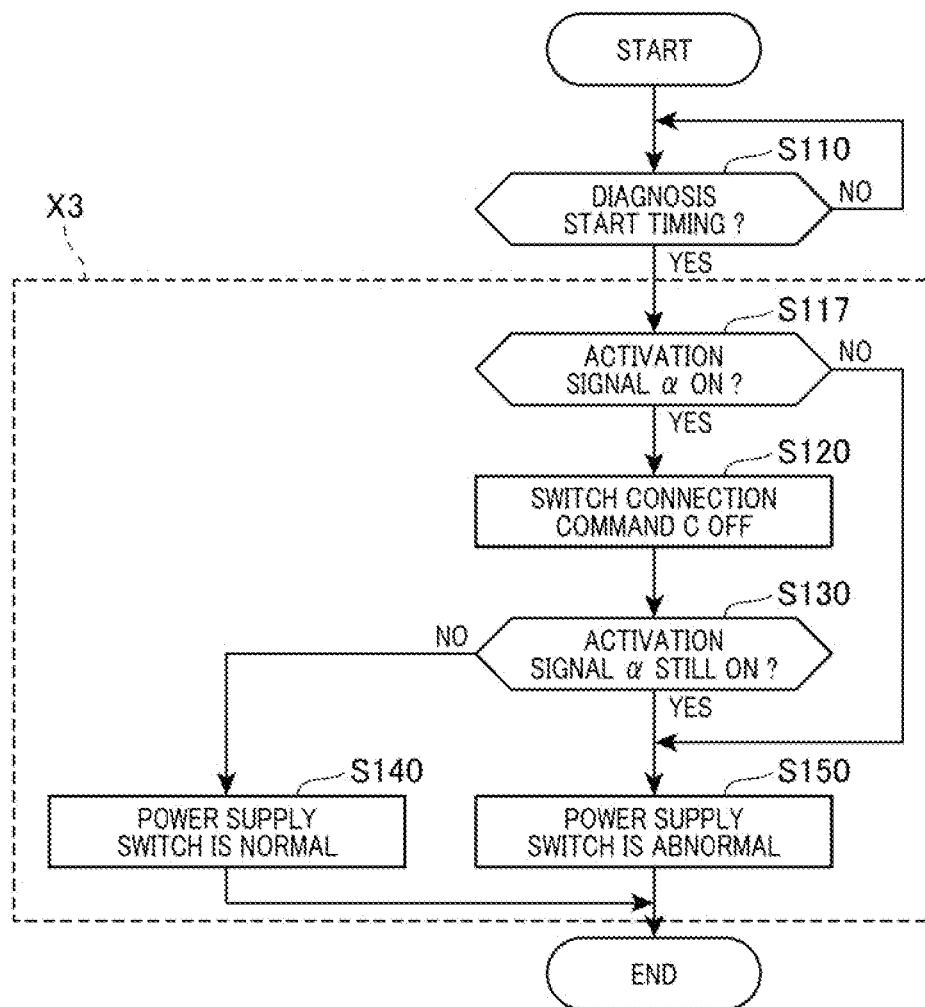 START
S110
DIAGNOSIS
START TIMING ?
NO
X3
YES
S117
ACTIVATION
SIGNAL α ON ?
NO
YES
S120
SWITCH CONNECTION
COMMAND C OFF
S130
NO
ACTIVATION
SIGNAL α STILL ON ?
YES
S140
S150
POWER SUPPLY
SWITCH IS NORMAL
POWER SUPPLY
SWITCH IS ABNORMAL
END